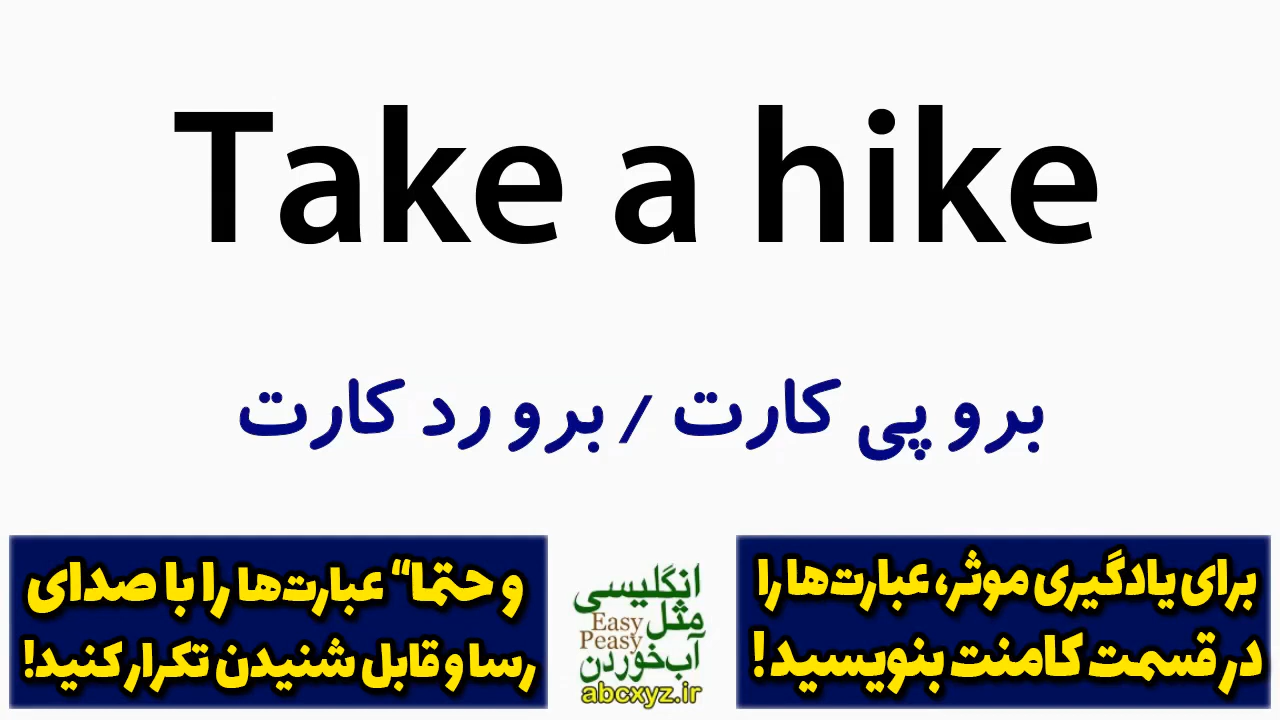 Take a hike
برو پی کارت / برو رد کارت
برای یادگیری موثر، عبارت‌ها را
در قسمت کامنت بنویسید!
انگلیسی
مثل
Easy
Peasy
آب‌خوردن
abcxyz.ir
و حتما“ عبارت‌ها را با صدای
رسا و قابل شنیدن تکرار کنید!